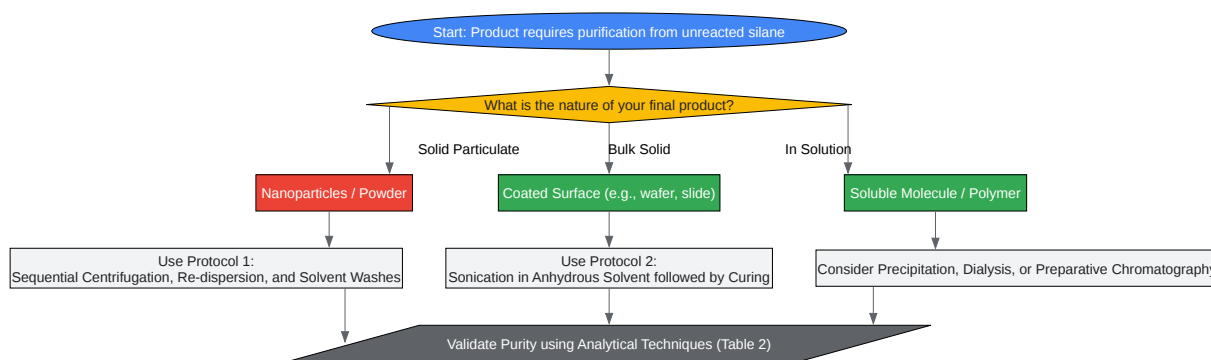 Start: Product requires purification from unreacted silane
What is the nature of your final product?
Solid Particulate
Bulk Solid
In Solution
Nanoparticles / Powder
Coated Surface (e.g., wafer, slide)
Soluble Molecule / Polymer
Use Protocol 1:
Sequential Centrifugation, Re-dispersion, and Solvent Washes
Use Protocol 2:
Sonication in Anhydrous Solvent followed by Curing
Consider Precipitation, Dialysis, or Preparative Chromatography
Validate Purity using Analytical Techniques (Table 2)